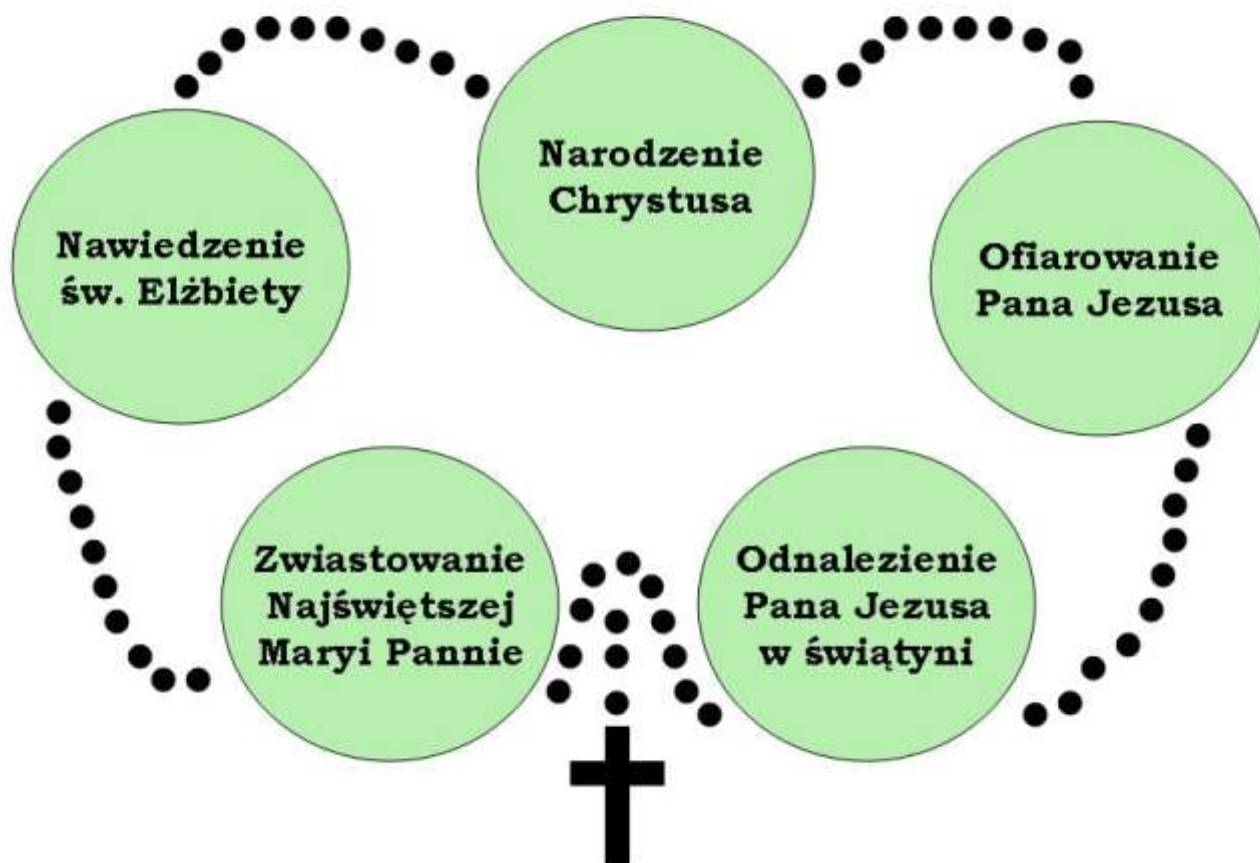 Narodzenie
Chrystusa
Nawiedzenie
św. Elżbiety
Ofiarowanie
Pana Jezusa
Zwiastowanie
Najświętszej
Maryi Pannie
Odnalezienie
Pana Jezusa
w świątyni